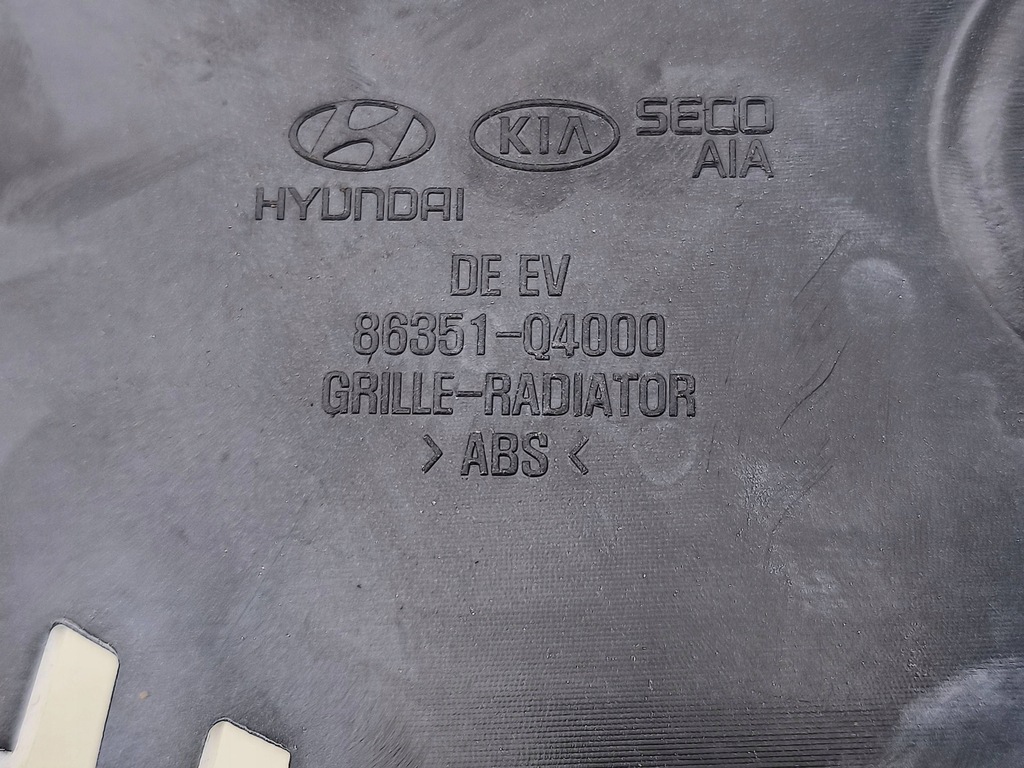 KIA SECO
AIA
HYUNDAI
DE EV
86351-Q4000
GRILLE-RADIATOR
> ABS <